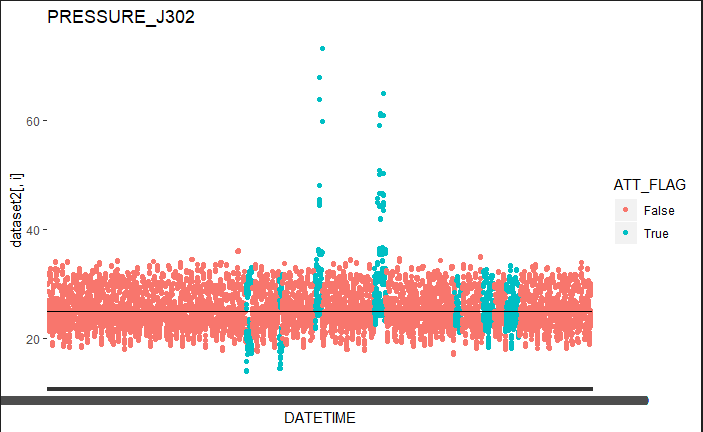 PRESSURE_J302
60
40
20
dataset2[, i]
DATETIME
ATT_FLAG
False
True